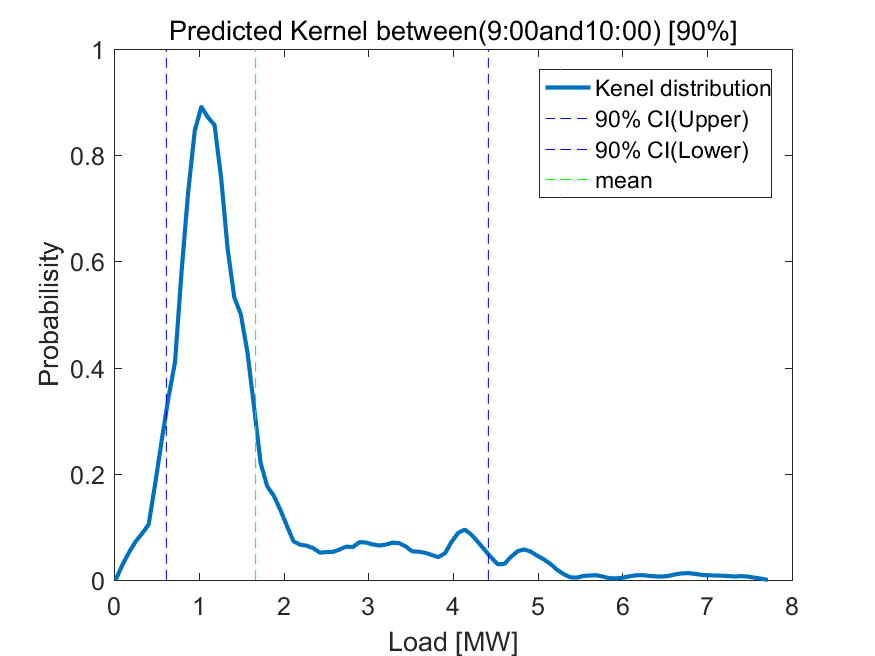 Predicted Kernel between(9:00and10:00) [90%]
1
0.8
0.6
0.4
0.2
0
Probabilisity
Kenel distribution
90% CI(Upper)
90% CI(Lower)
mean
0 1 2 3 4 5 6 7 8
Load [MW]